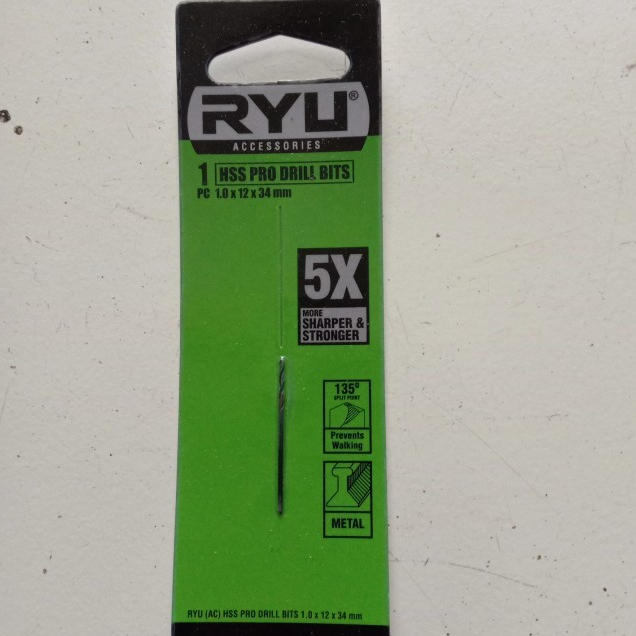 RYU®
ACCESSORIES
1 HSS PRO DRILL BITS
PC 1.0 x 12 x 34 mm
5X
MORE
SHARPER &
STRONGER
135°
SPLIT POINT
Prevents
Walking
METAL
RYU (AC) HSS PRO DRILL BITS 1.0 x 12 x 34 mm